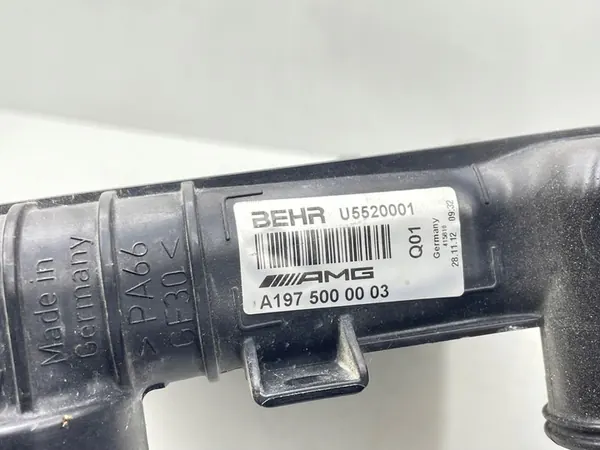 Made in
Germany
>PA66
GF30<
BEHR U5520001
AMG
A197 500 00 03
Q01
Germany
415618
28.11.12 09:32